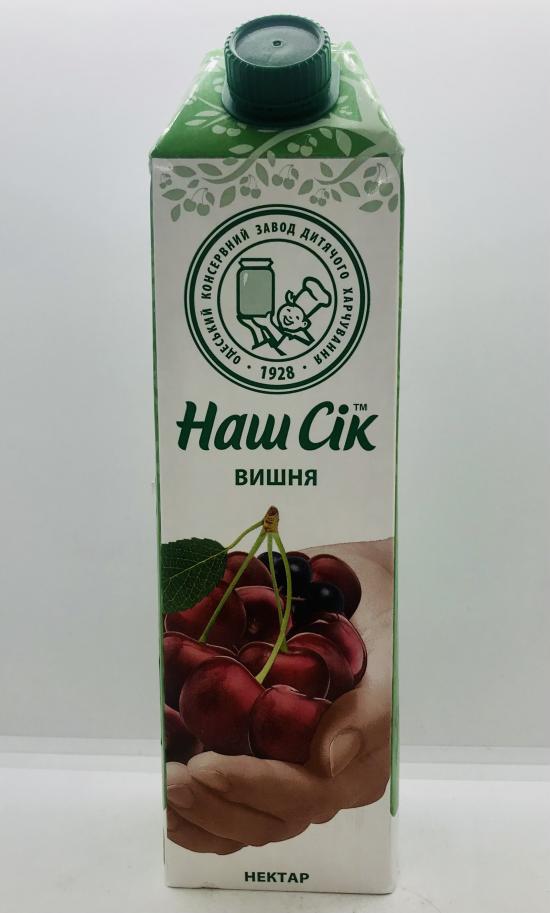 ОДЕСЬКИЙ КОНСЕРВНИЙ ЗАВОД ДИТЯЧОГО ХАРЧУВАННЯ
· 1928 ·
Наш Сік™
ВИШНЯ
НЕКТАР